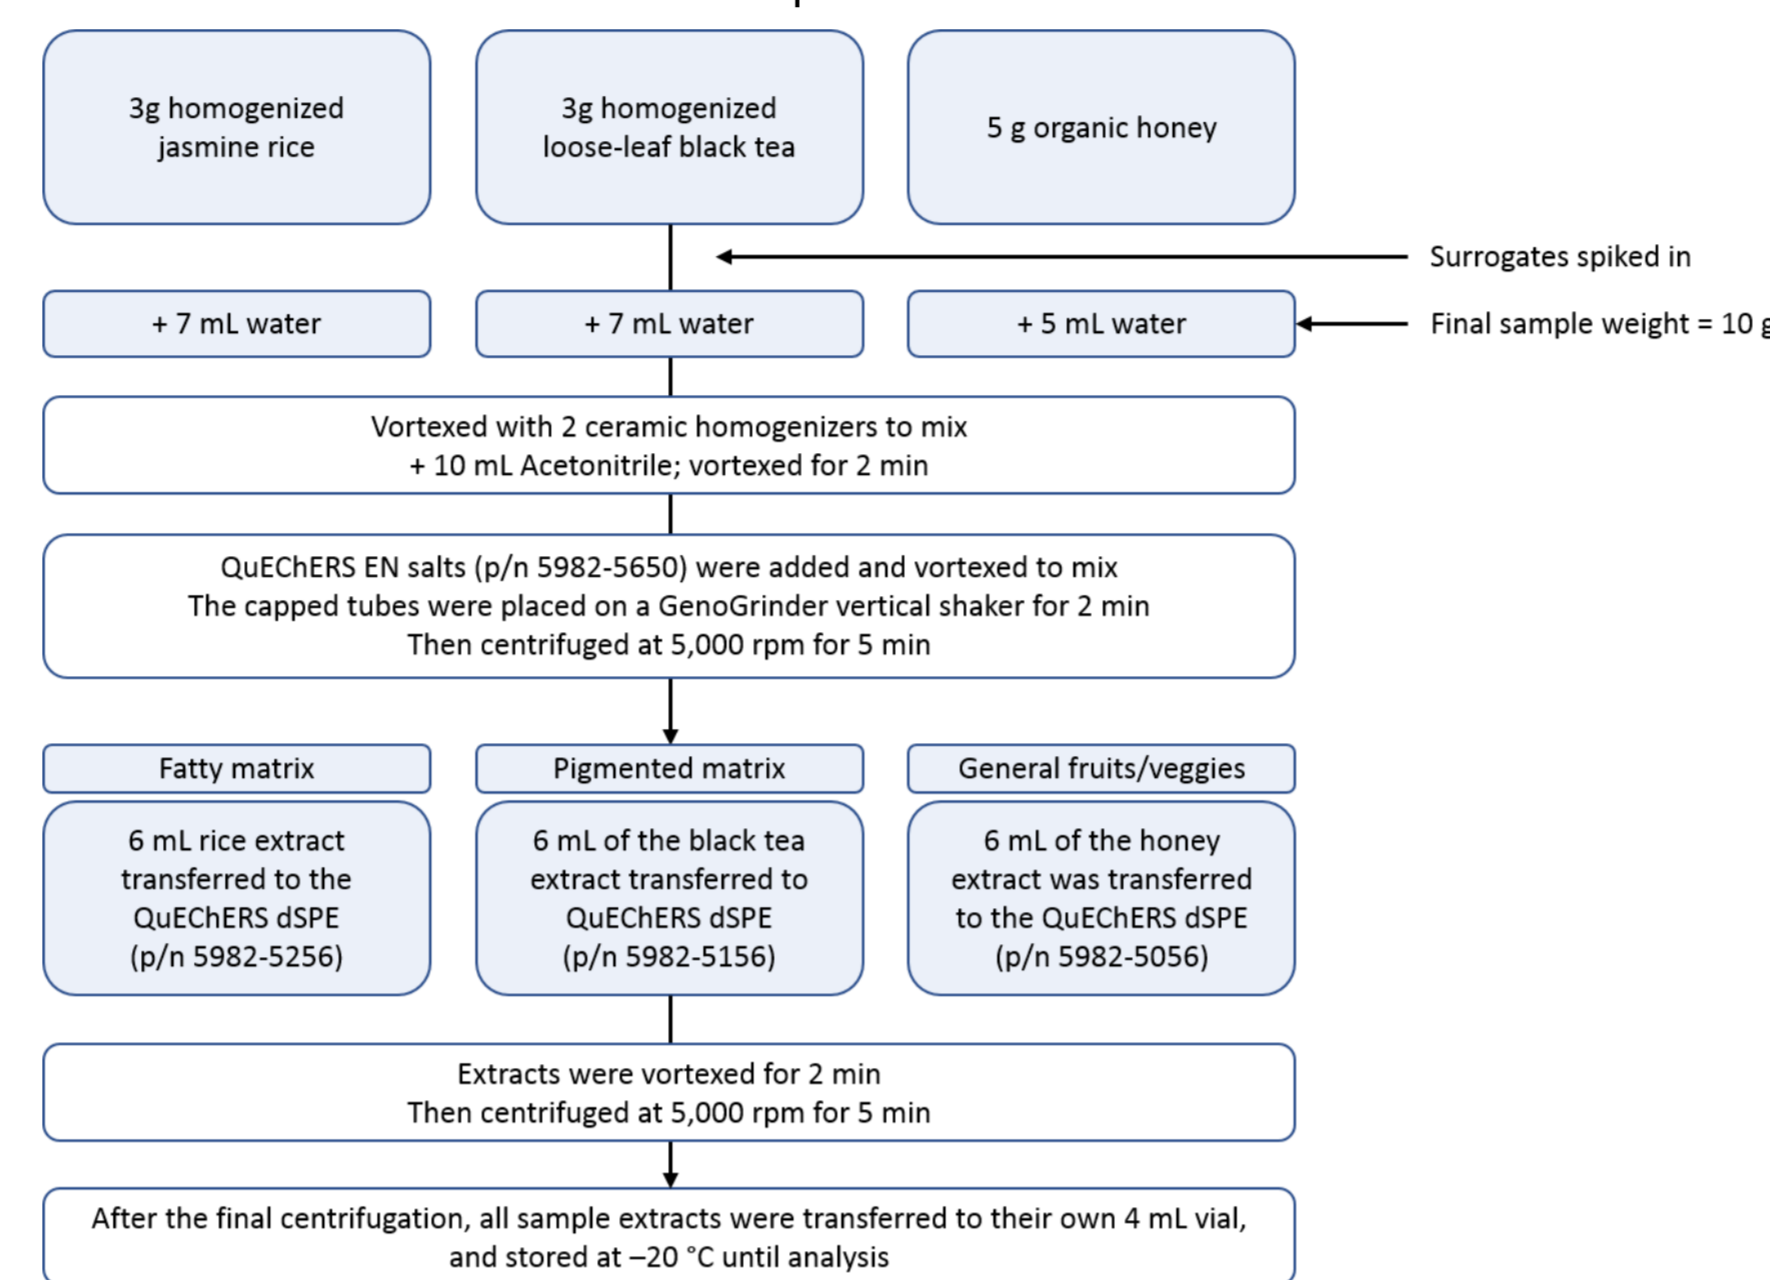 3g homogenized
jasmine rice
3g homogenized
loose-leaf black tea
5 g organic honey
Surrogates spiked in
+ 7 mL water
+ 7 mL water
+ 5 mL water
Final sample weight = 10 g
Vortexed with 2 ceramic homogenizers to mix
+ 10 mL Acetonitrile; vortexed for 2 min
QuEChERS EN salts (p/n 5982-5650) were added and vortexed to mix
The capped tubes were placed on a GenoGrinder vertical shaker for 2 min
Then centrifuged at 5,000 rpm for 5 min
Fatty matrix
Pigmented matrix
General fruits/veggies
6 mL rice extract
transferred to the
QuEChERS dSPE
(p/n 5982-5256)
6 mL of the black tea
extract transferred to
QuEChERS dSPE
(p/n 5982-5156)
6 mL of the honey
extract was transferred
to the QuEChERS dSPE
(p/n 5982-5056)
Extracts were vortexed for 2 min
Then centrifuged at 5,000 rpm for 5 min
After the final centrifugation, all sample extracts were transferred to their own 4 mL vial,
and stored at –20 °C until analysis